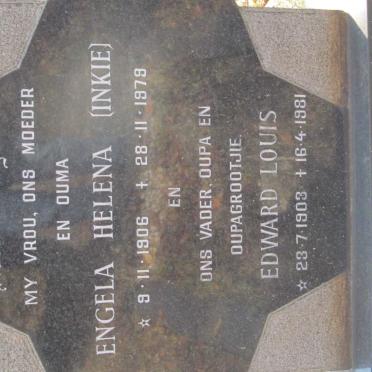 MY VROU, ONS MOEDER
EN OUMA
ENGELA HELENA (INKIE)
☆ 9·11·1906 + 28·11·1979
EN
ONS VADER, OUPA EN
OUPAGROOTJIE.
EDWARD LOUIS
☆ 23·7·1903 + 16·4·1981